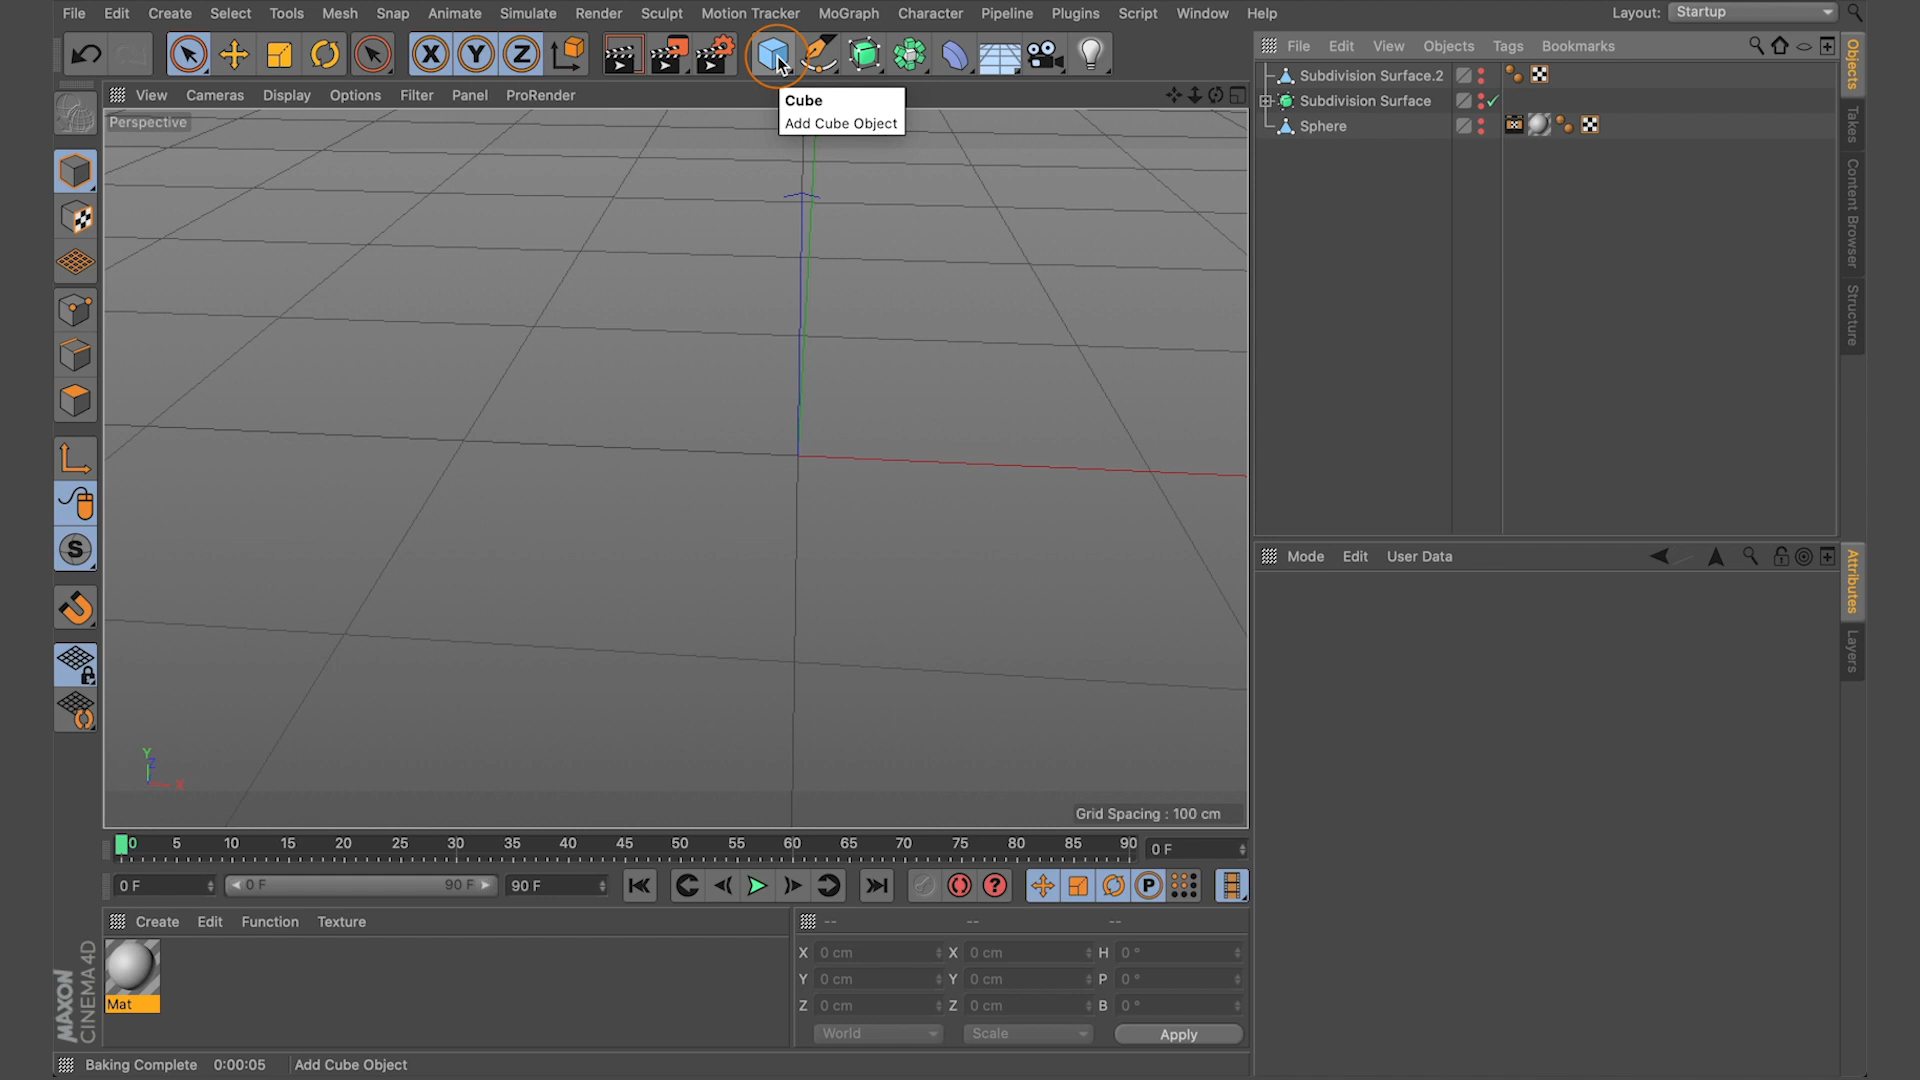 File Edit Create Select Tools Mesh Snap Animate Simulate Render Sculpt Motion Tracker MoGraph Character Pipeline Plugins Script Window Help Layout: Startup
X Y Z
File Edit View Objects Tags Bookmarks
Objects
Takes
Content Browser
Structure
Subdivision Surface.2
Subdivision Surface
Sphere
View Cameras Display Options Filter Panel ProRender
Cube
Add Cube Object
Perspective
S
Y
Z
X
Grid Spacing : 100 cm
Mode Edit User Data
Attributes
Layers
0 5 10 15 20 25 30 35 40 45 50 55 60 65 70 75 80 85 90 0 F
0 F 0 F 90 F 90 F ? P
Create Edit Function Texture
-- -- --
Mat
X 0 cm X 0 cm H 0 °
Y 0 cm Y 0 cm P 0 °
Z 0 cm Z 0 cm B 0 °
World Scale Apply
MAXON
CINEMA 4D
Baking Complete 0:00:05 Add Cube Object